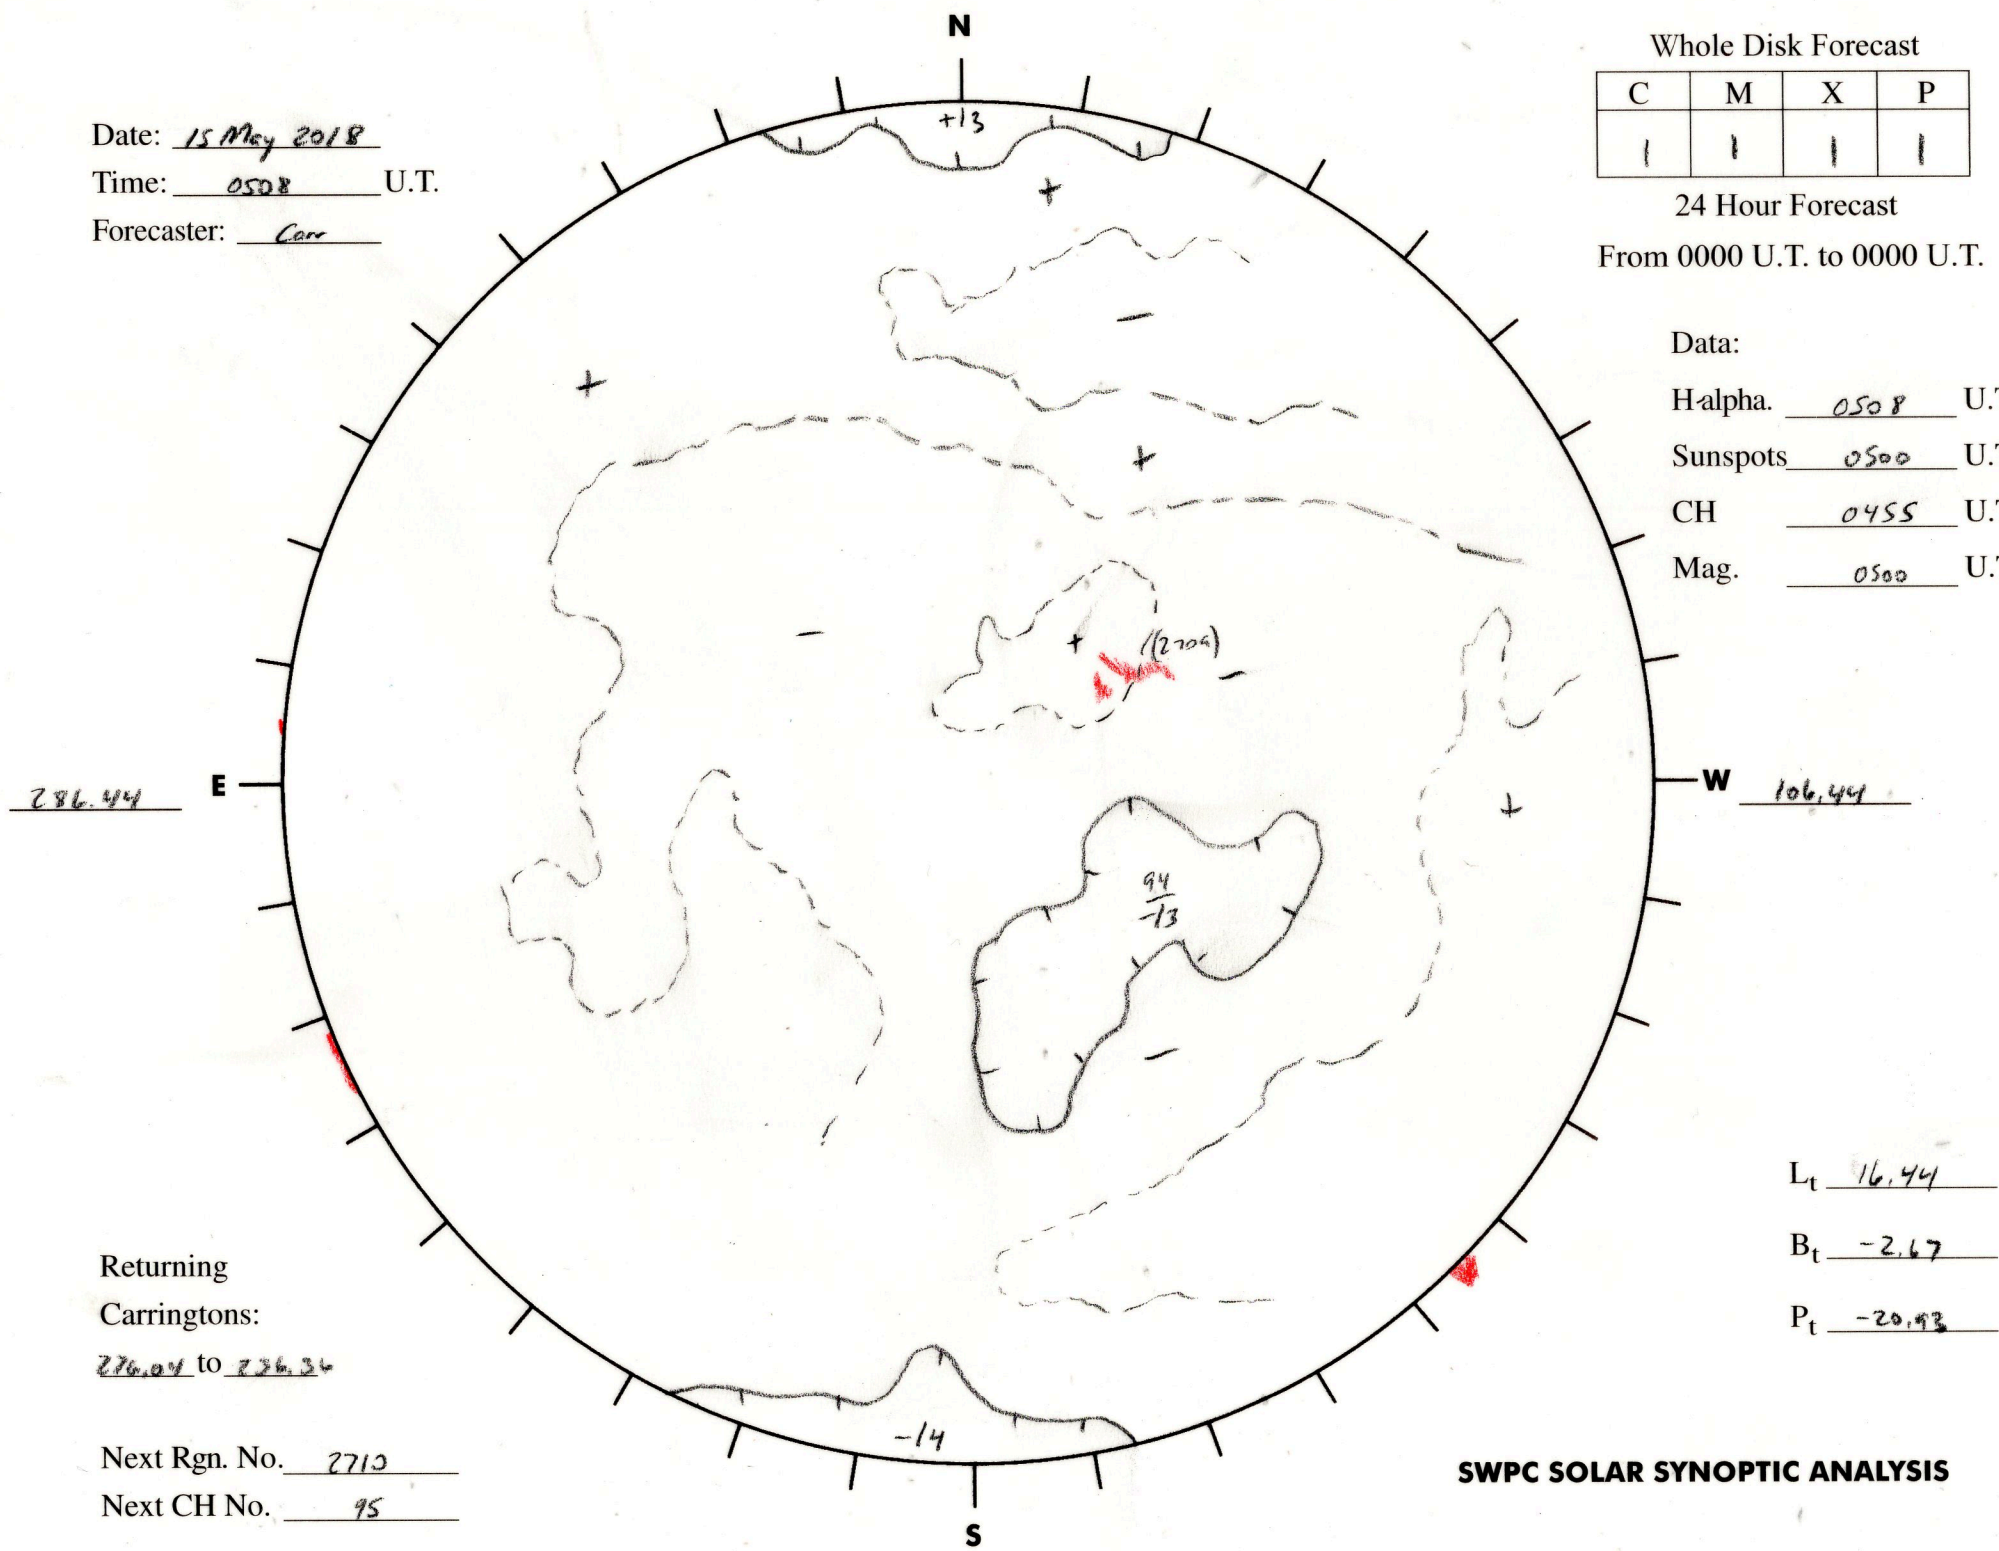 N
Whole Disk Forecast
C M X P
1 1 1 1
24 Hour Forecast
From 0000 U.T. to 0000 U.T.
Date: 15 May 2018
Time: 0508 U.T.
Forecaster: Carr
+13
+
-
+
+
Data:
H-alpha. 0508 U.T
Sunspots 0500 U.T
CH 0455 U.T
Mag. 0500 U.T
-
+
(2709)
-
286.44 E
W 106.44
+
94
-13
-
Lt 16.44
Bt -2.67
Pt -20.93
Returning
Carringtons:
276.04 to 236.36
-14
Next Rgn. No. 2710
Next CH No. 95
SWPC SOLAR SYNOPTIC ANALYSIS
S